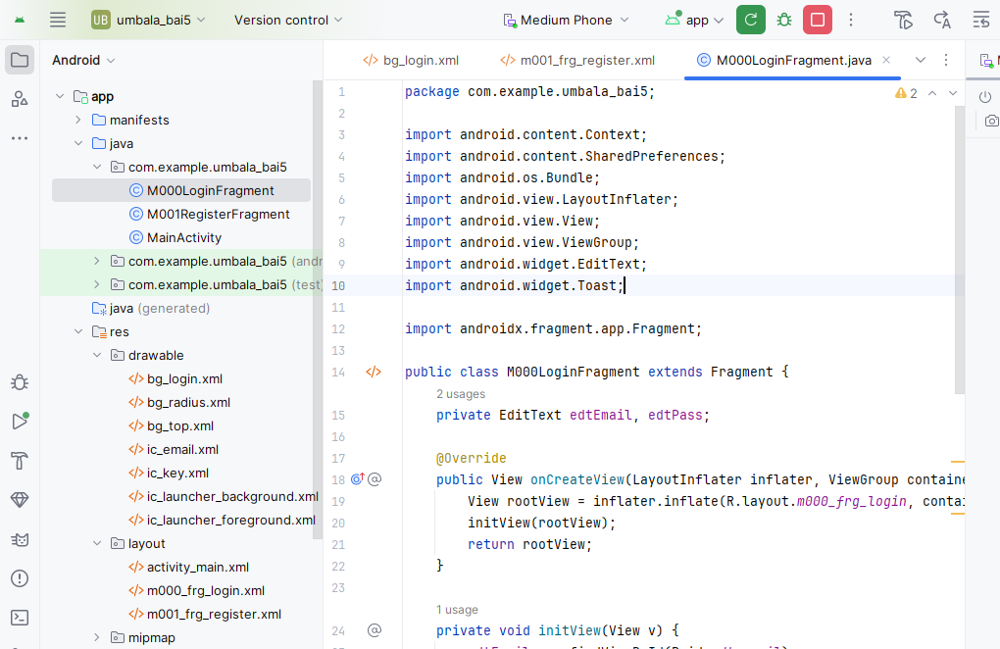 UB umbala_bai5 Version control Medium Phone app
Android
app
manifests
java
com.example.umbala_bai5
M000LoginFragment
M001RegisterFragment
MainActivity
com.example.umbala_bai5 (andr
com.example.umbala_bai5 (test)
java (generated)
res
drawable
bg_login.xml
bg_radius.xml
bg_top.xml
ic_email.xml
ic_key.xml
ic_launcher_background.xml
ic_launcher_foreground.xml
layout
activity_main.xml
m000_frg_login.xml
m001_frg_register.xml
mipmap
bg_login.xml m001_frg_register.xml M000LoginFragment.java
2
1 package com.example.umbala_bai5;
2
3 import android.content.Context;
4 import android.content.SharedPreferences;
5 import android.os.Bundle;
6 import android.view.LayoutInflater;
7 import android.view.View;
8 import android.view.ViewGroup;
9 import android.widget.EditText;
10 import android.widget.Toast;
11
12 import androidx.fragment.app.Fragment;
13
14 public class M000LoginFragment extends Fragment {
2 usages
15 private EditText edtEmail, edtPass;
16
17 @Override
18 public View onCreateView(LayoutInflater inflater, ViewGroup containe
19 View rootView = inflater.inflate(R.layout.m000_frg_login, contai
20 initView(rootView);
21 return rootView;
22 }
23
1 usage
24 private void initView(View v) {